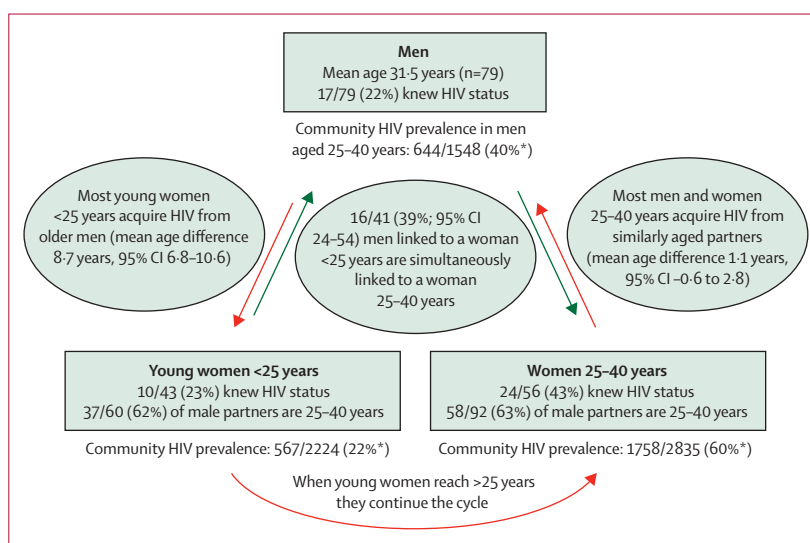 Men
Mean age 31·5 years (n=79)
17/79 (22%) knew HIV status
Community HIV prevalence in men
aged 25–40 years: 644/1548 (40%*)
Most young women
<25 years acquire HIV from
older men (mean age difference
8·7 years, 95% CI 6·8–10·6)
16/41 (39%; 95% CI
24–54) men linked to a woman
<25 years are simultaneously
linked to a woman
25–40 years
Most men and women
25–40 years acquire HIV from
similarly aged partners
(mean age difference 1·1 years,
95% CI –0·6 to 2·8)
Young women <25 years
10/43 (23%) knew HIV status
37/60 (62%) of male partners are 25–40 years
Community HIV prevalence: 567/2224 (22%*)
Women 25–40 years
24/56 (43%) knew HIV status
58/92 (63%) of male partners are 25–40 years
Community HIV prevalence: 1758/2835 (60%*)
When young women reach >25 years
they continue the cycle